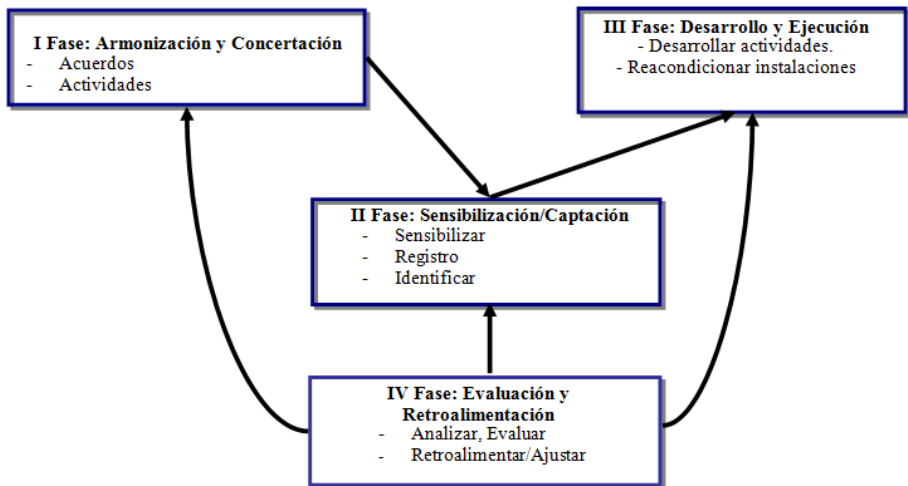 I Fase: Armonización y Concertación
- Acuerdos
- Actividades
III Fase: Desarrollo y Ejecución
- Desarrollar actividades.
- Reacondicionar instalaciones
II Fase: Sensibilización/Captación
- Sensibilizar
- Registro
- Identificar
IV Fase: Evaluación y
Retroalimentación
- Analizar, Evaluar
- Retroalimentar/Ajustar